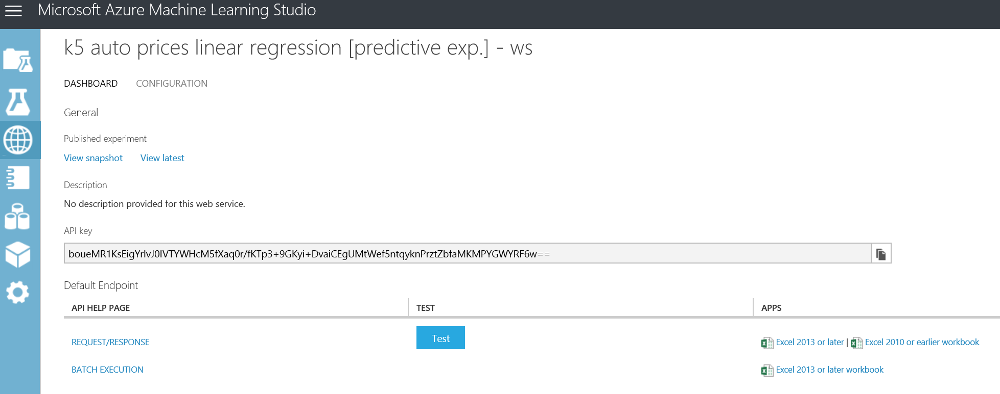 Microsoft Azure Machine Learning Studio
k5 auto prices linear regression [predictive exp.] - ws
DASHBOARD CONFIGURATION
General
Published experiment
View snapshot View latest
Description
No description provided for this web service.
API key
boueMR1KsEigYrlvJ0IVTYWHcM5fXaq0r/fKTp3+9GKyi+DvaiCEgUMtWef5ntqyknPrztZbfaMKMPYGWYRF6w==
Default Endpoint
API HELP PAGE TEST APPS
REQUEST/RESPONSE Test Excel 2013 or later | Excel 2010 or earlier workbook
BATCH EXECUTION Excel 2013 or later workbook